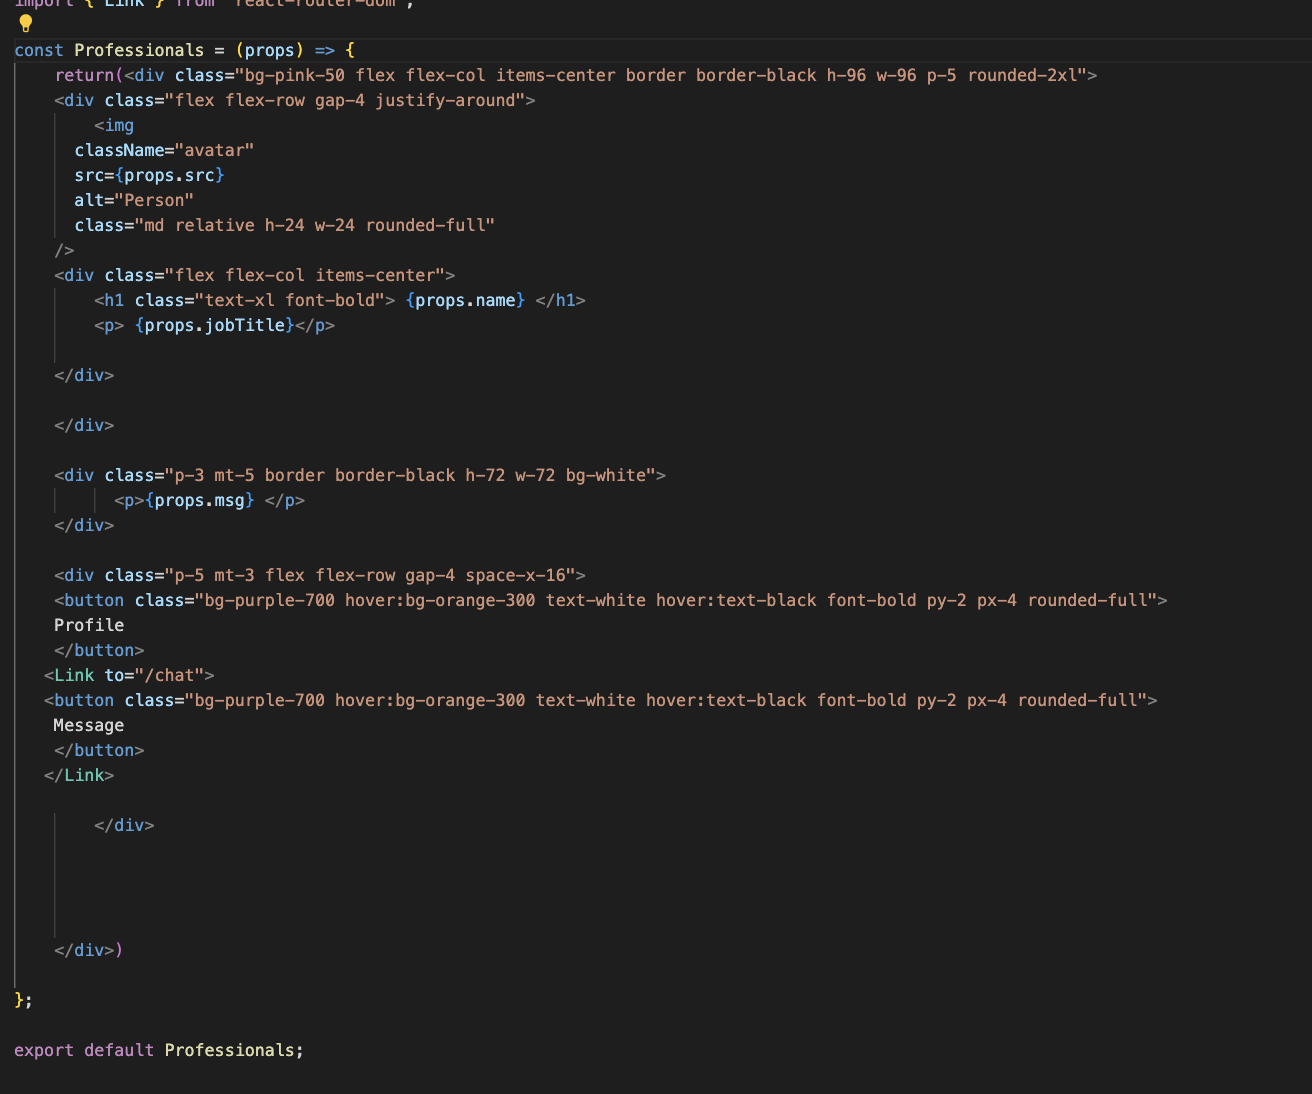 import { Link } from "react-router-dom";
const Professionals = (props) => {
return(<div class="bg-pink-50 flex flex-col items-center border border-black h-96 w-96 p-5 rounded-2xl">
<div class="flex flex-row gap-4 justify-around">
<img
className="avatar"
src={props.src}
alt="Person"
class="md relative h-24 w-24 rounded-full"
/>
<div class="flex flex-col items-center">
<h1 class="text-xl font-bold"> {props.name} </h1>
<p> {props.jobTitle}</p>
</div>
</div>
<div class="p-3 mt-5 border border-black h-72 w-72 bg-white">
<p>{props.msg} </p>
</div>
<div class="p-5 mt-3 flex flex-row gap-4 space-x-16">
<button class="bg-purple-700 hover:bg-orange-300 text-white hover:text-black font-bold py-2 px-4 rounded-full">
Profile
</button>
<Link to="/chat">
<button class="bg-purple-700 hover:bg-orange-300 text-white hover:text-black font-bold py-2 px-4 rounded-full">
Message
</button>
</Link>
</div>
</div>)
};
export default Professionals;